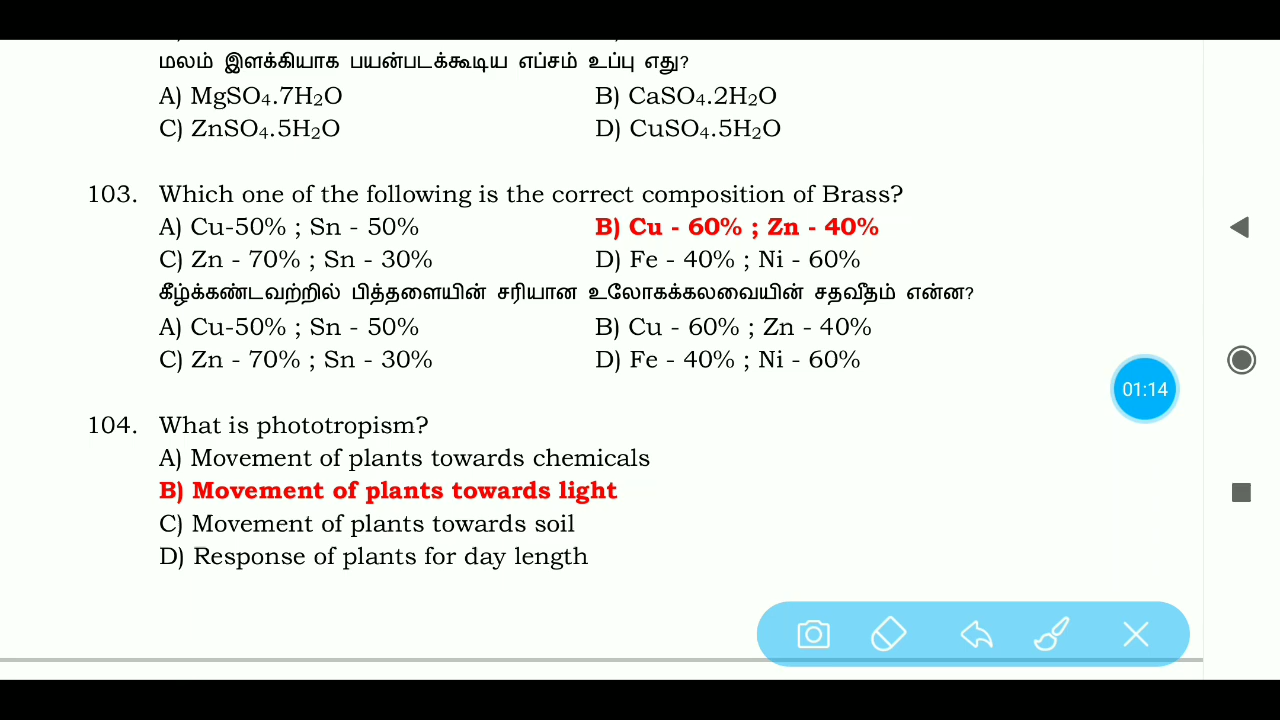 மலம் இளக்கியாக பயன்படக்கூடிய எப்சம் உப்பு எது?
A) MgSO₄.7H₂O B) CaSO₄.2H₂O
C) ZnSO₄.5H₂O D) CuSO₄.5H₂O
103. Which one of the following is the correct composition of Brass?
A) Cu-50% ; Sn - 50% B) Cu - 60% ; Zn - 40%
C) Zn - 70% ; Sn - 30% D) Fe - 40% ; Ni - 60%
கீழ்க்கண்டவற்றில் பித்தளையின் சரியான உலோகக்கலவையின் சதவீதம் என்ன?
A) Cu-50% ; Sn - 50% B) Cu - 60% ; Zn - 40%
C) Zn - 70% ; Sn - 30% D) Fe - 40% ; Ni - 60%
01:14
104. What is phototropism?
A) Movement of plants towards chemicals
B) Movement of plants towards light
C) Movement of plants towards soil
D) Response of plants for day length